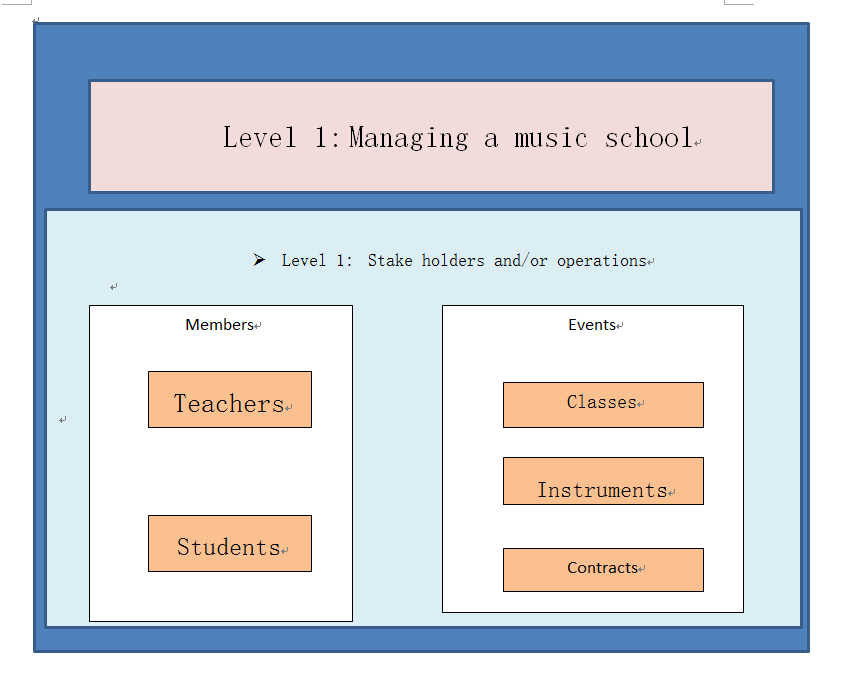 Level 1: Managing a music school
➢ Level 1: Stake holders and/or operations
Members
Teachers
Students
Events
Classes
Instruments
Contracts